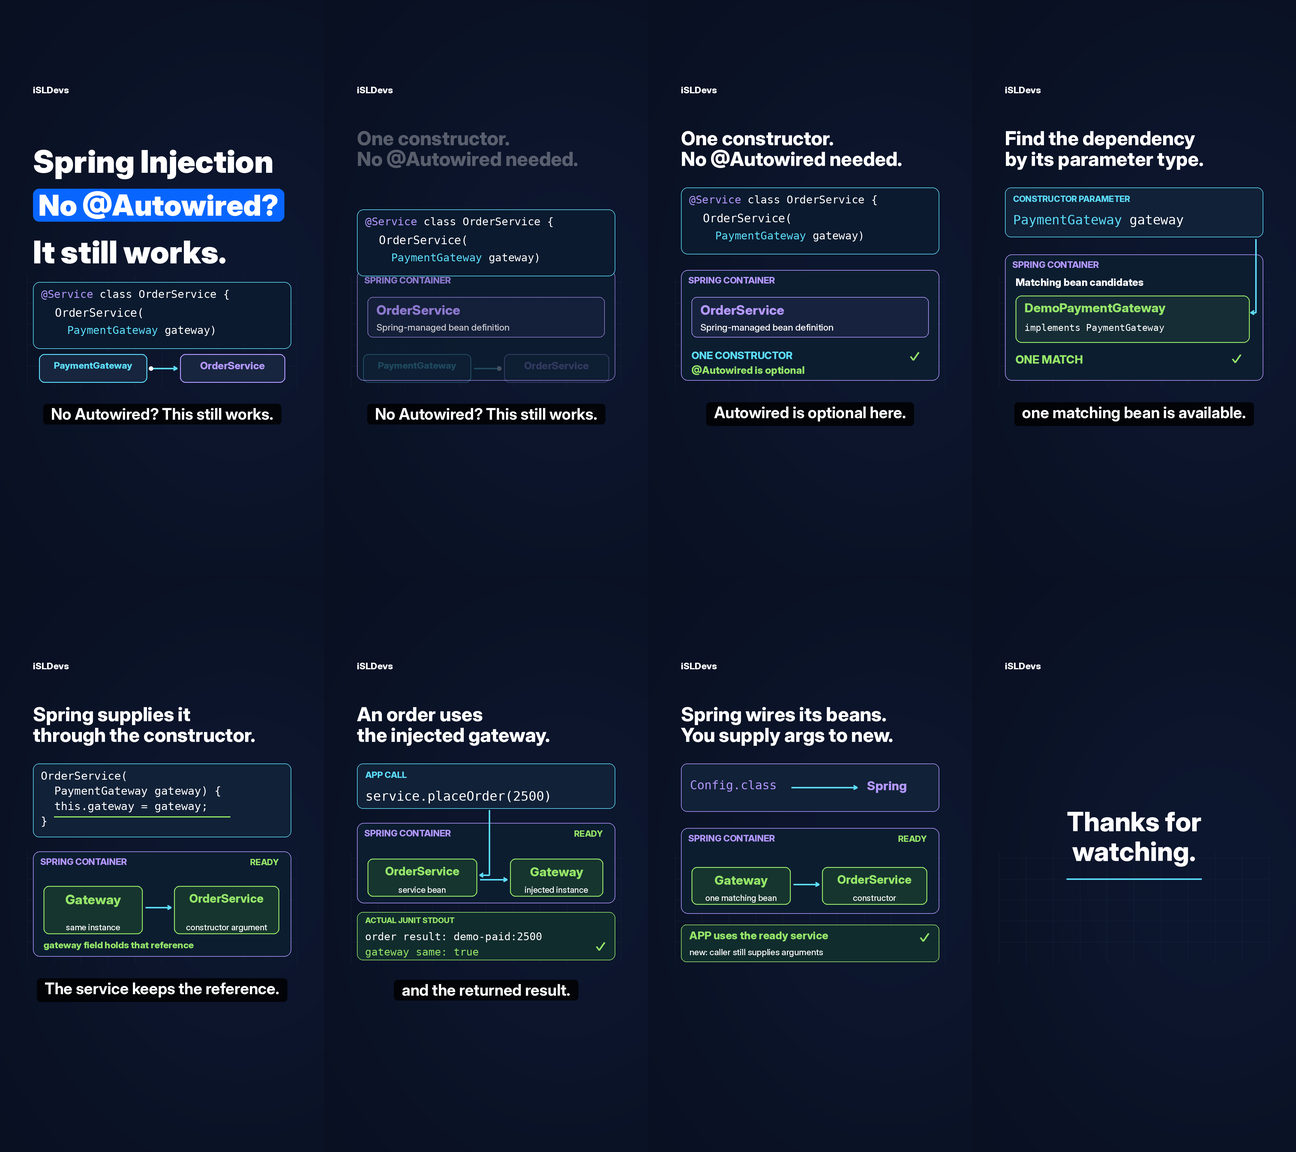 iSLDevs
Spring Injection
No @Autowired?
It still works.
@Service class OrderService {
OrderService(
PaymentGateway gateway)
PaymentGateway
OrderService
No Autowired? This still works.
iSLDevs
One constructor.
No @Autowired needed.
@Service class OrderService {
OrderService(
PaymentGateway gateway)
SPRING CONTAINER
OrderService
Spring-managed bean definition
PaymentGateway
OrderService
No Autowired? This still works.
iSLDevs
One constructor.
No @Autowired needed.
@Service class OrderService {
OrderService(
PaymentGateway gateway)
SPRING CONTAINER
OrderService
Spring-managed bean definition
ONE CONSTRUCTOR ✓
@Autowired is optional
Autowired is optional here.
iSLDevs
Find the dependency
by its parameter type.
CONSTRUCTOR PARAMETER
PaymentGateway gateway
SPRING CONTAINER
Matching bean candidates
DemoPaymentGateway
implements PaymentGateway
ONE MATCH ✓
one matching bean is available.
iSLDevs
Spring supplies it
through the constructor.
OrderService(
PaymentGateway gateway) {
this.gateway = gateway;
}
SPRING CONTAINER
READY
Gateway
same instance
OrderService
constructor argument
gateway field holds that reference
The service keeps the reference.
iSLDevs
An order uses
the injected gateway.
APP CALL
service.placeOrder(2500)
SPRING CONTAINER
READY
OrderService
service bean
Gateway
injected instance
ACTUAL JUNIT STDOUT
order result: demo-paid:2500
gateway same: true ✓
and the returned result.
iSLDevs
Spring wires its beans.
You supply args to new.
Config.class
Spring
SPRING CONTAINER
READY
Gateway
one matching bean
OrderService
constructor
APP uses the ready service ✓
new: caller still supplies arguments
iSLDevs
Thanks for
watching.